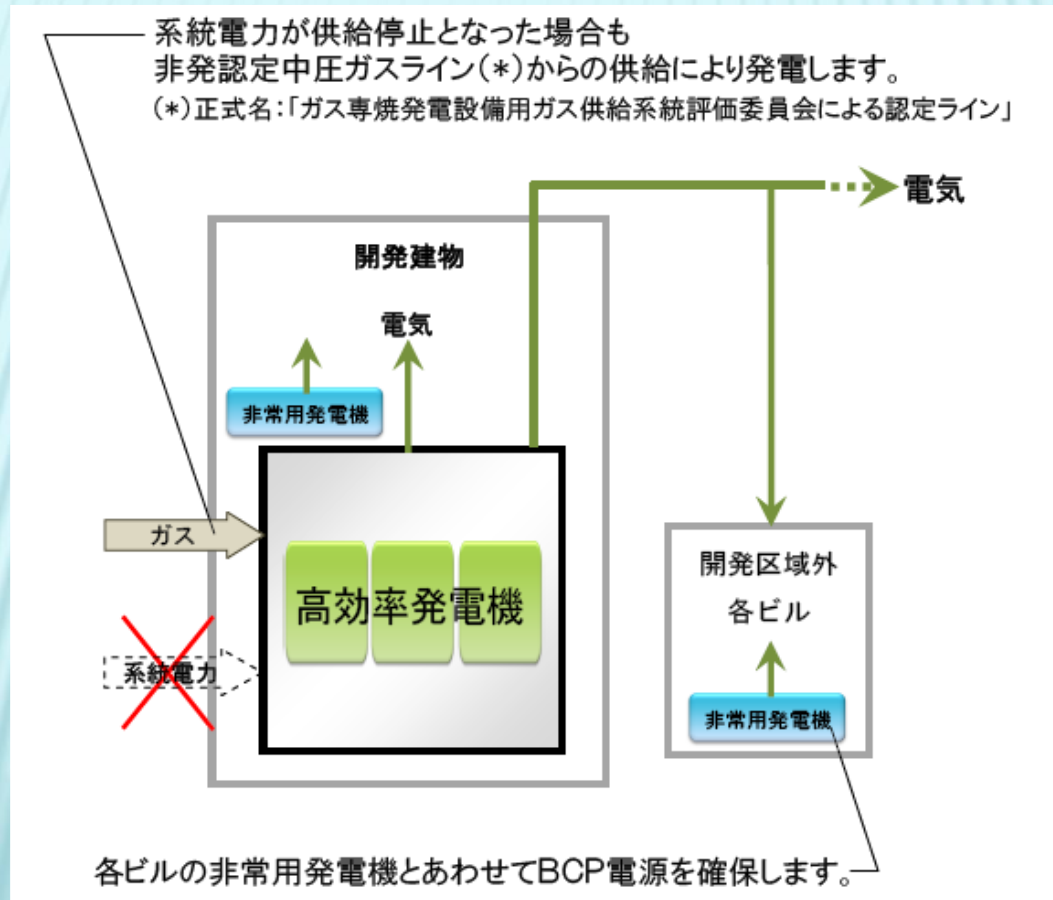 系統電力が供給停止となった場合も
非発認定中圧ガスライン(*)からの供給により発電します。
(*)正式名:「ガス専焼発電設備用ガス供給系統評価委員会による認定ライン」
電気
開発建物
電気
非常用発電機
ガス
高効率発電機
系統電力
開発区域外
各ビル
非常用発電機
各ビルの非常用発電機とあわせてBCP電源を確保します。